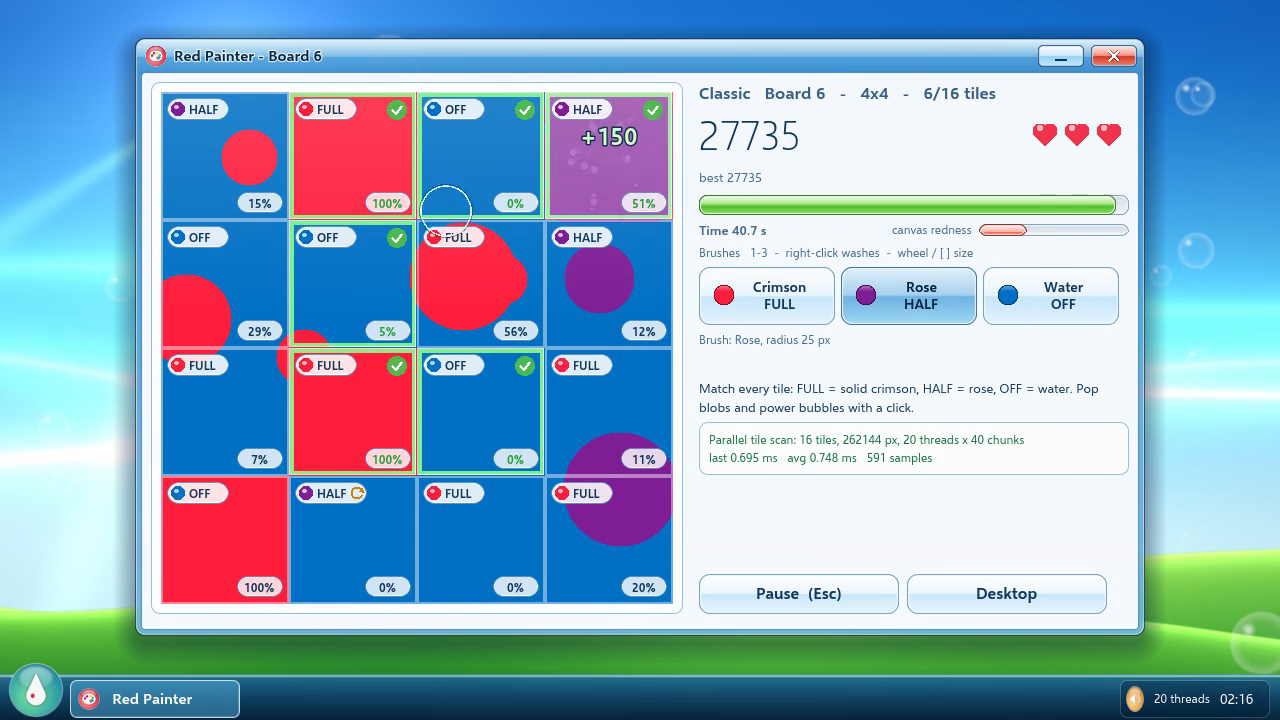 Red Painter - Board 6
HALF
FULL
OFF
HALF
+150
15%
100%
0%
51%
OFF
OFF
FULL
HALF
29%
5%
56%
12%
FULL
FULL
OFF
FULL
7%
100%
0%
11%
OFF
HALF
FULL
FULL
100%
0%
0%
20%
Classic Board 6 - 4x4 - 6/16 tiles
27735
best 27735
Time 40.7 s
canvas redness
Brushes 1-3 - right-click washes - wheel / [ ] size
Crimson
FULL
Rose
HALF
Water
OFF
Brush: Rose, radius 25 px
Match every tile: FULL = solid crimson, HALF = rose, OFF = water. Pop
blobs and power bubbles with a click.
Parallel tile scan: 16 tiles, 262144 px, 20 threads x 40 chunks
last 0.695 ms avg 0.748 ms 591 samples
Pause (Esc)
Desktop
Red Painter
20 threads
02:16